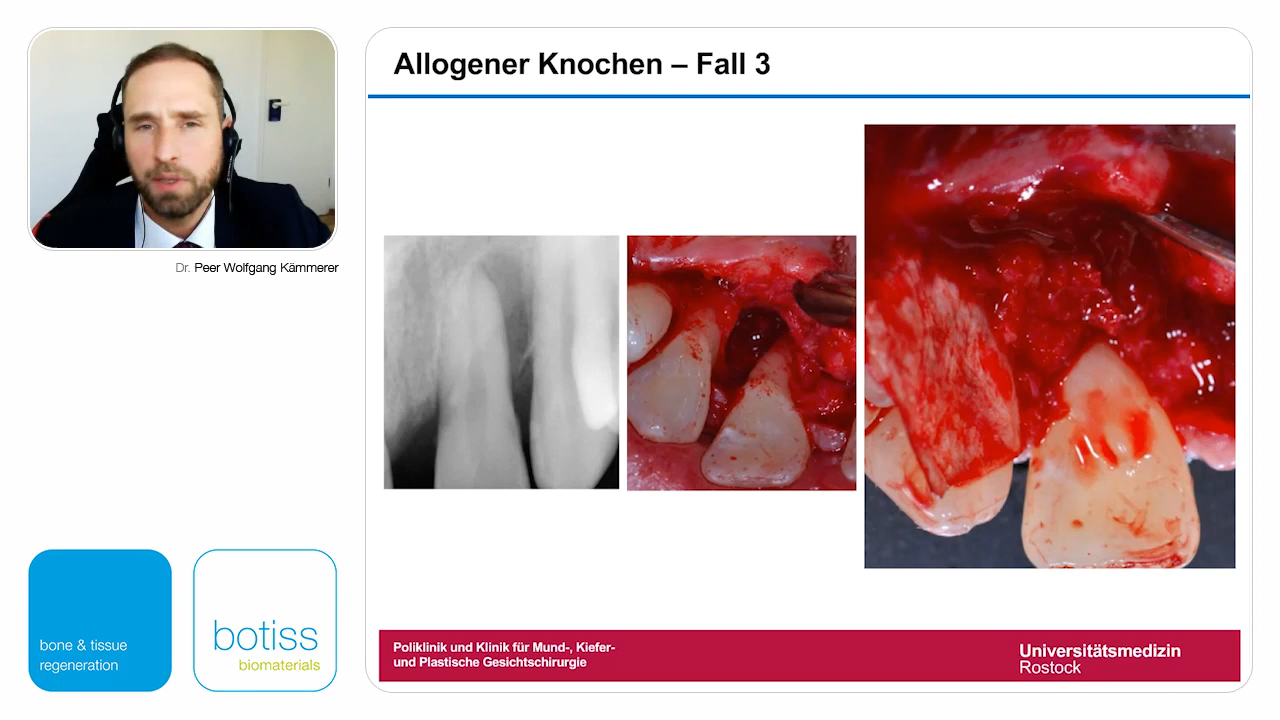 Allogener Knochen – Fall 3
Dr. Peer Wolfgang Kämmerer
bone & tissue
regeneration
botiss
biomaterials
Poliklinik und Klinik für Mund-, Kiefer-
und Plastische Gesichtschirurgie
Universitätsmedizin
Rostock